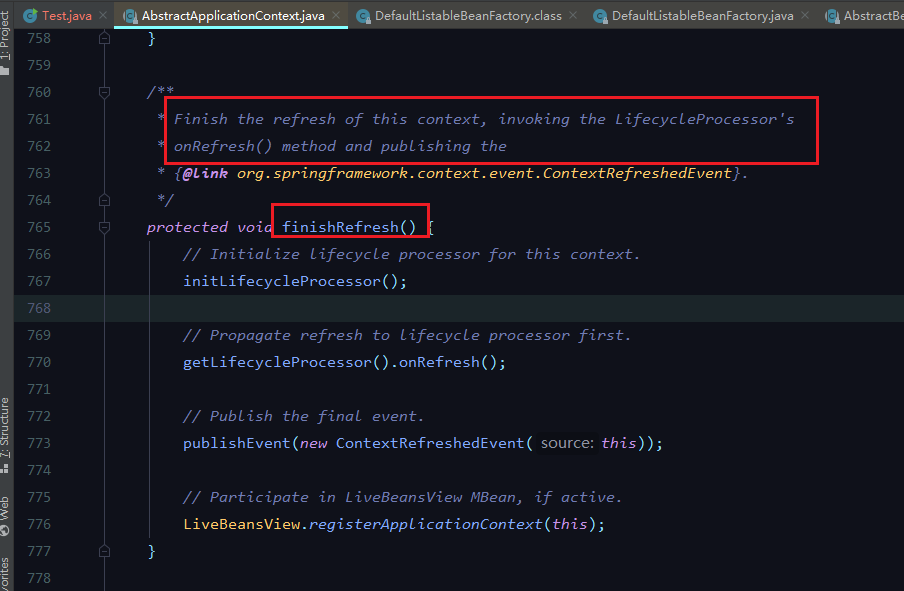 Test.java
AbstractApplicationContext.java
DefaultListableBeanFactory.class
DefaultListableBeanFactory.java
AbstractBe
1: Project
7: Structure
Web
vorites
758 }
759
760 /**
761 * Finish the refresh of this context, invoking the LifecycleProcessor's
762 * onRefresh() method and publishing the
763 * {@link org.springframework.context.event.ContextRefreshedEvent}.
764 */
765 protected void finishRefresh() {
766 // Initialize lifecycle processor for this context.
767 initLifecycleProcessor();
768
769 // Propagate refresh to lifecycle processor first.
770 getLifecycleProcessor().onRefresh();
771
772 // Publish the final event.
773 publishEvent(new ContextRefreshedEvent( source: this));
774
775 // Participate in LiveBeansView MBean, if active.
776 LiveBeansView.registerApplicationContext(this);
777 }
778